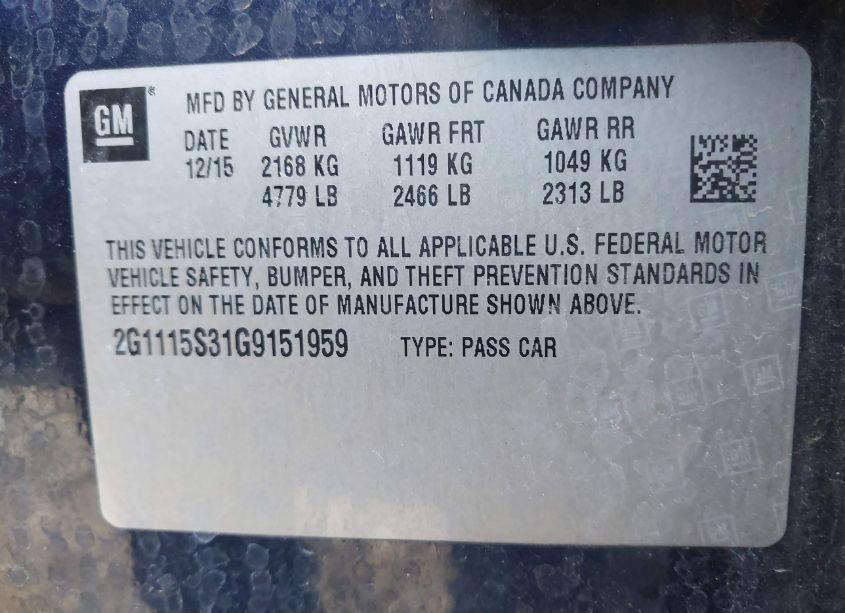 GM ® MFD BY GENERAL MOTORS OF CANADA COMPANY
DATE GVWR GAWR FRT GAWR RR
12/15 2168 KG 1119 KG 1049 KG
4779 LB 2466 LB 2313 LB
THIS VEHICLE CONFORMS TO ALL APPLICABLE U.S. FEDERAL MOTOR
VEHICLE SAFETY, BUMPER, AND THEFT PREVENTION STANDARDS IN
EFFECT ON THE DATE OF MANUFACTURE SHOWN ABOVE.
2G1115S31G9151959 TYPE: PASS CAR